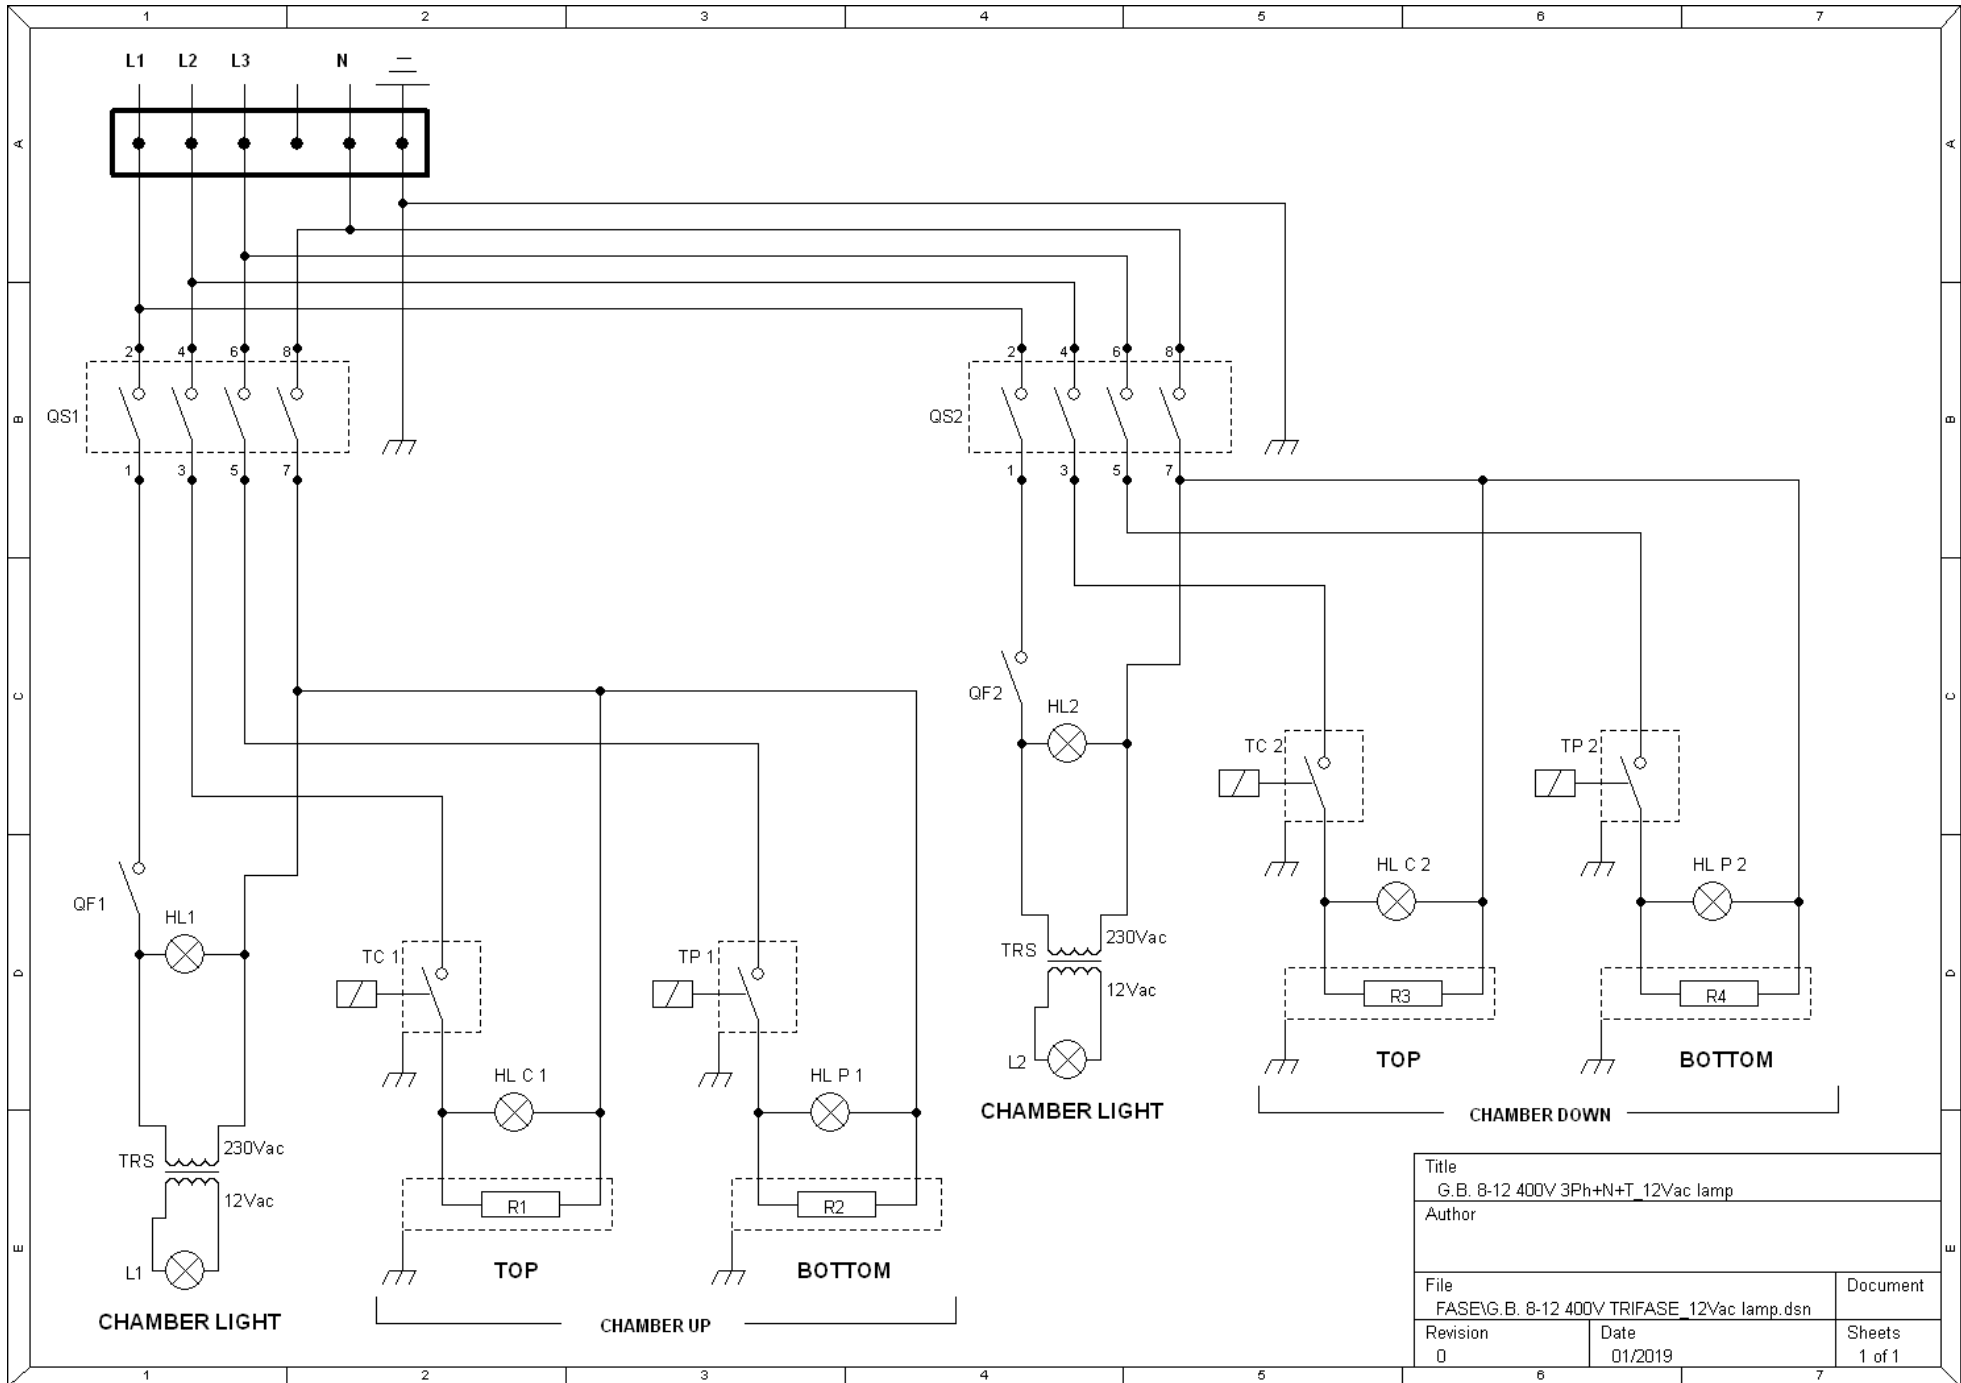 1 2 3 4 5 6 7
L1 L2 L3 N
A A
2 4 6 8 2 4 6 8
QS1 QS2
B B
1 3 5 7 1 3 5 7
QF2 HL2
C C
TC 2 TP 2
HL C 2 HL P 2
QF1 HL1
TRS 230Vac
TC 1 TP 1
12Vac
R3 R4
D D
L2 TOP BOTTOM
HL C 1 HL P 1
CHAMBER LIGHT CHAMBER DOWN
TRS 230Vac
12Vac
R1 R2
E E
L1 TOP BOTTOM
CHAMBER LIGHT CHAMBER UP
Title
G.B. 8-12 400V 3Ph+N+T_12Vac lamp
Author
File Document
FASE\G.B. 8-12 400V TRIFASE_12Vac lamp.dsn
Revision Date Sheets
0 01/2019 1 of 1
1 2 3 4 5 6 7